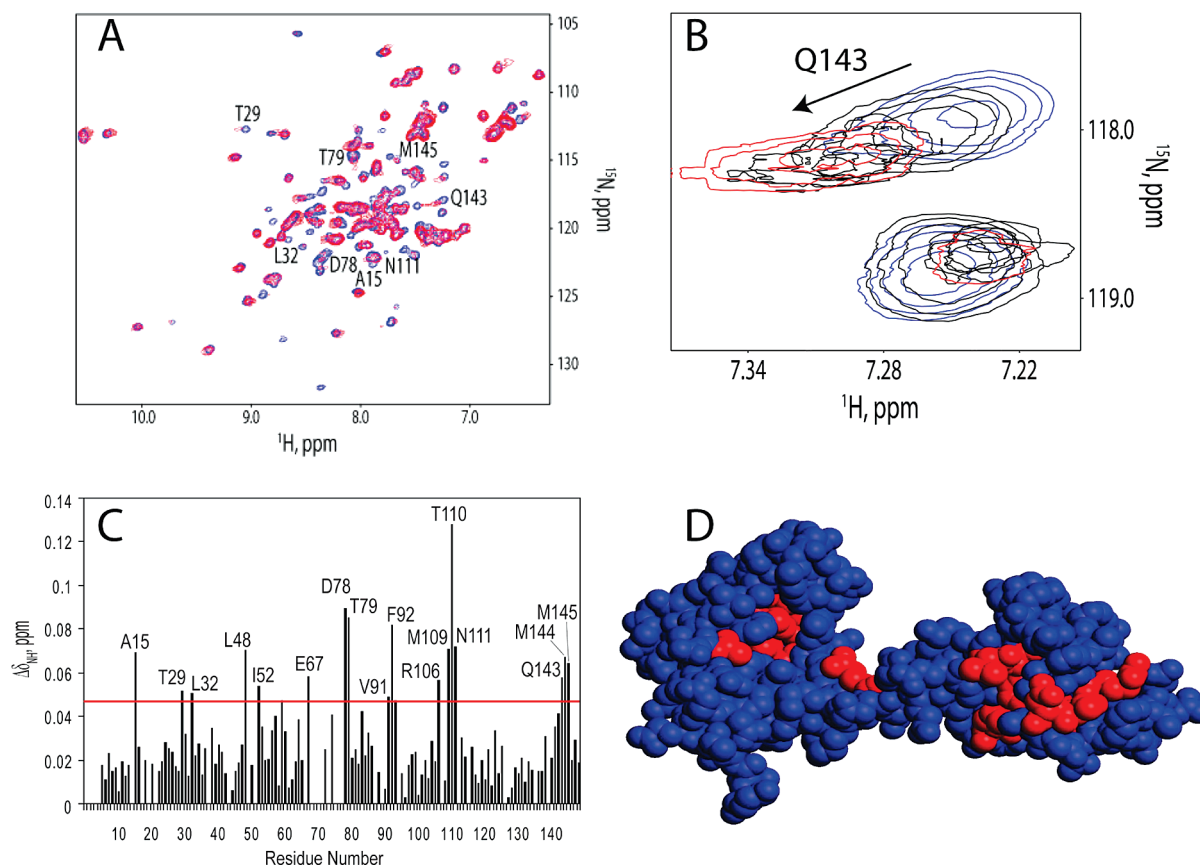 A
105
110
115
120
125
130
¹⁵N, ppm
T29
T79
M145
Q143
L32
D78
N111
A15
10.0
9.0
8.0
7.0
¹H, ppm
B
Q143
118.0
119.0
¹⁵N, ppm
7.34
7.28
7.22
¹H, ppm
C
0.14
0.12
0.1
0.08
0.06
0.04
0.02
0
ΔδNH, ppm
T110
D78
T79
F92
A15
L48
M109
N111
M145
M144
Q143
T29
L32
I52
E67
V91
R106
10 20 30 40 50 60 70 80 90 100 110 120 130 140
Residue Number
D